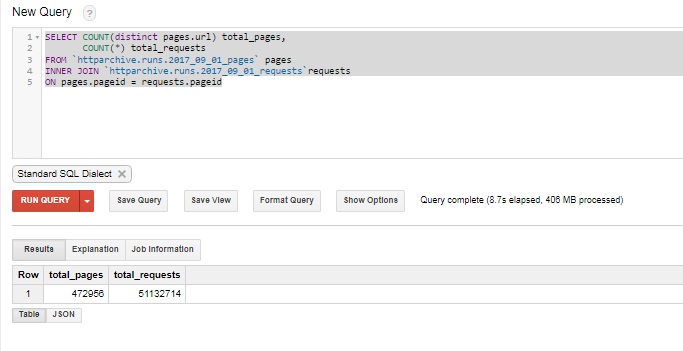 New Query ?
1 SELECT COUNT(distinct pages.url) total_pages,
2 COUNT(*) total_requests
3 FROM `httparchive.runs.2017_09_01_pages` pages
4 INNER JOIN `httparchive.runs.2017_09_01_requests`requests
5 ON pages.pageid = requests.pageid
Standard SQL Dialect X
RUN QUERY Save Query Save View Format Query Show Options Query complete (8.7s elapsed, 406 MB processed)
Results Explanation Job Information
Row total_pages total_requests
1 472956 51132714
Table JSON